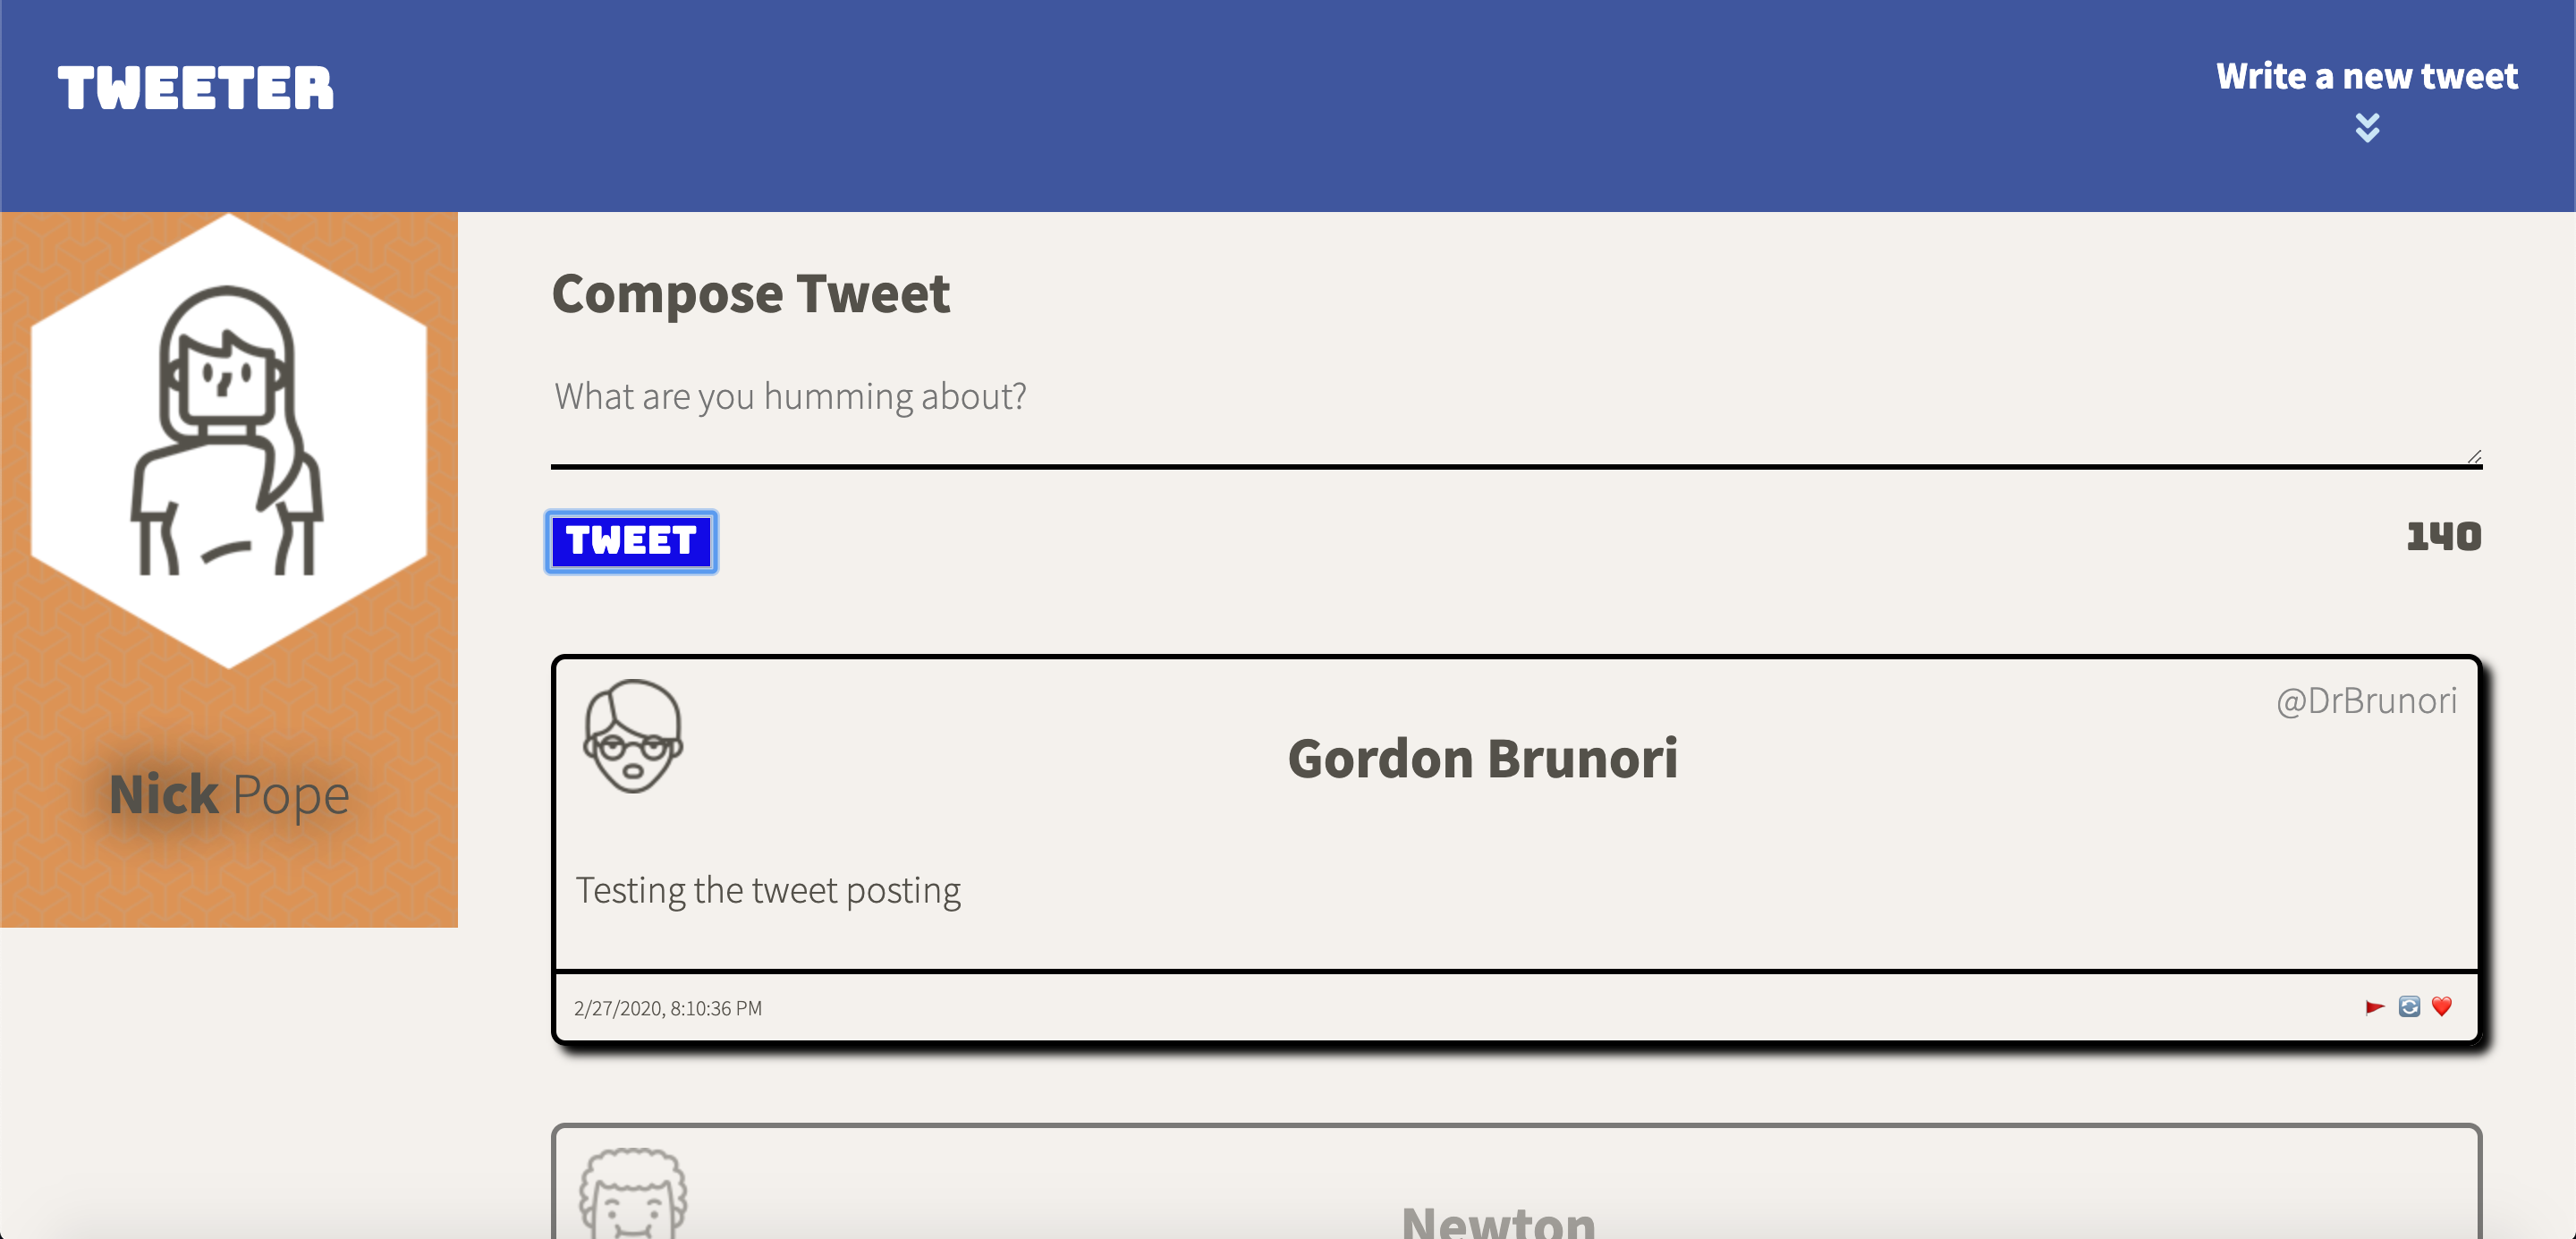 TWEETER
Write a new tweet
Nick Pope
Compose Tweet
What are you humming about?
TWEET
140
@DrBrunori
Gordon Brunori
Testing the tweet posting
2/27/2020, 8:10:36 PM
Newton